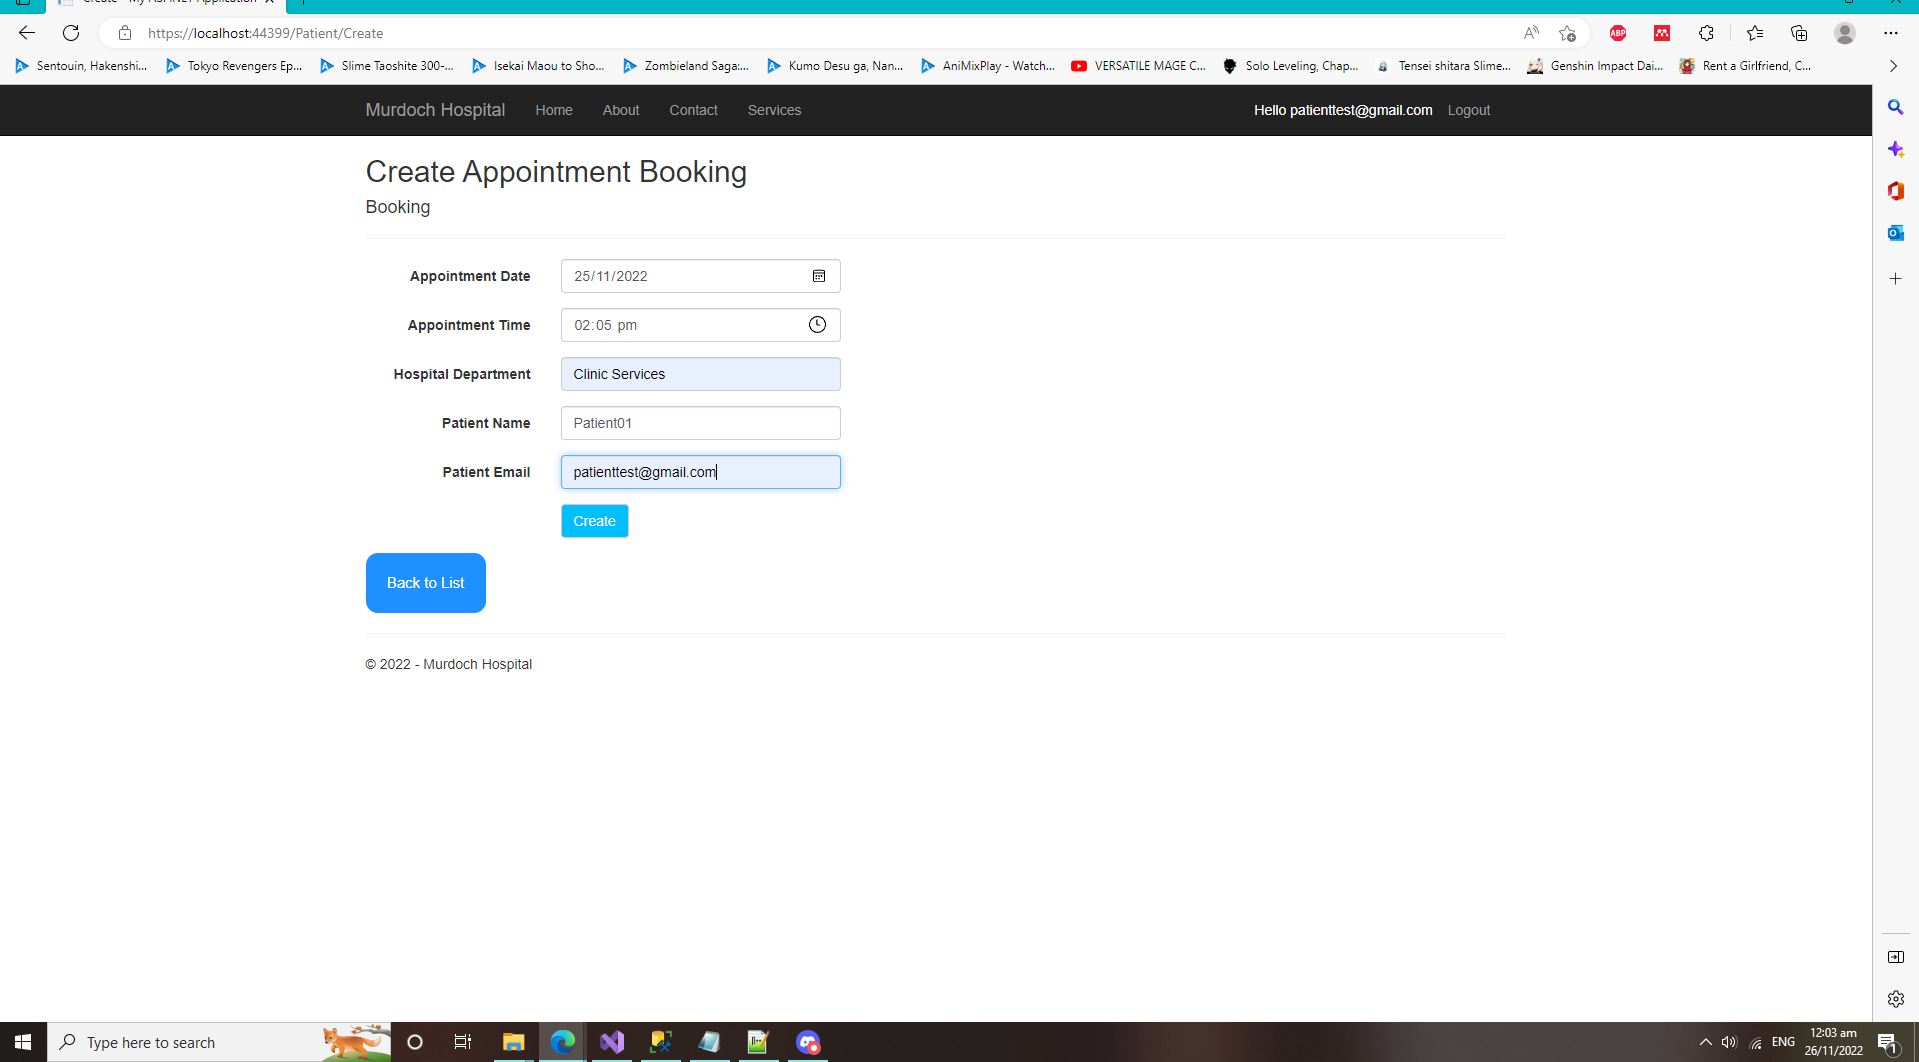 Create - My ASP.NET Application
https://localhost:44399/Patient/Create
Sentouin, Hakenshi... Tokyo Revengers Ep... Slime Taoshite 300-... Isekai Maou to Sho... Zombieland Saga:... Kumo Desu ga, Nan... AniMixPlay - Watch... VERSATILE MAGE C... Solo Leveling, Chap... Tensei shitara Slime... Genshin Impact Dai... Rent a Girlfriend, C...
Murdoch Hospital Home About Contact Services Hello patienttest@gmail.com Logout
Create Appointment Booking
Booking
Appointment Date 25/11/2022
Appointment Time 02:05 pm
Hospital Department Clinic Services
Patient Name Patient01
Patient Email patienttest@gmail.com
Create
Back to List
© 2022 - Murdoch Hospital
Type here to search
ENG
12:03 am
26/11/2022
1
ABP